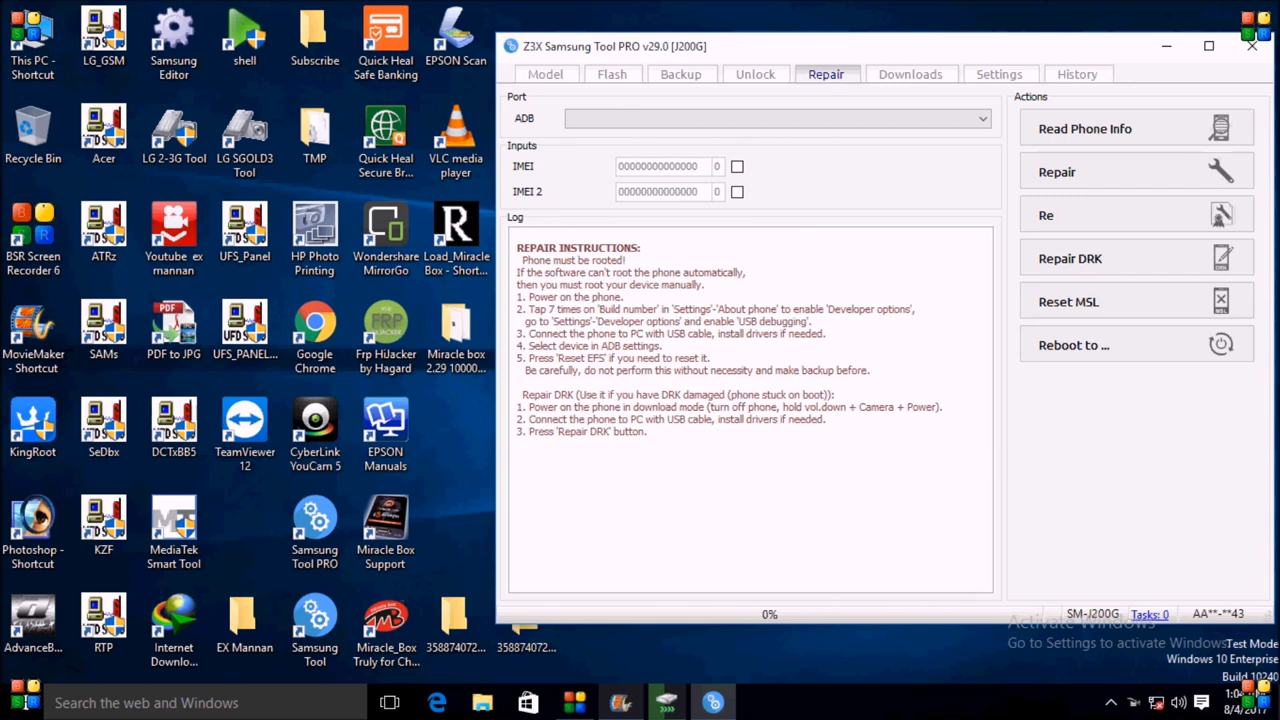 This PC - Shortcut
LG_GSM
Samsung Editor
shell
Subscribe
Quick Heal Safe Banking
EPSON Scan
Recycle Bin
Acer
LG 2-3G Tool
LG SGOLD3 Tool
TMP
Quick Heal Secure Br...
VLC media player
BSR Screen Recorder 6
ATRz
Youtube ex mannan
UFS_Panel
HP Photo Printing
Wondershare MirrorGo
Load_Miracle Box - Short...
MovieMaker - Shortcut
SAMs
PDF to JPG
UFS_PANEL...
Google Chrome
Frp HiJacker by Hagard
Miracle box 2.29 10000...
KingRoot
SeDbx
DCTxBB5
TeamViewer 12
CyberLink YouCam 5
EPSON Manuals
Photoshop - Shortcut
KZF
MediaTek Smart Tool
Samsung Tool PRO
Miracle Box Support
AdvanceB...
RTP
Internet Downlo...
EX Mannan
Samsung Tool
Miracle_Box Truly for Ch...
358874072...
358874072...
Z3X Samsung Tool PRO v29.0 [J200G]
Model Flash Backup Unlock Repair Downloads Settings History
Port
ADB
Inputs
IMEI 00000000000000 0
IMEI 2 00000000000000 0
Log
REPAIR INSTRUCTIONS:
Phone must be rooted!
If the software can't root the phone automatically,
then you must root your device manually.
1. Power on the phone.
2. Tap 7 times on 'Build number' in 'Settings'-'About phone' to enable 'Developer options',
go to 'Settings'-'Developer options' and enable 'USB debugging'.
3. Connect the phone to PC with USB cable, install drivers if needed.
4. Select device in ADB settings.
5. Press 'Reset EFS' if you need to reset it.
Be carefully, do not perform this without necessity and make backup before.
Repair DRK (Use it if you have DRK damaged (phone stuck on boot)):
1. Power on the phone in download mode (turn off phone, hold vol.down + Camera + Power).
2. Connect the phone to PC with USB cable, install drivers if needed.
3. Press 'Repair DRK' button.
Actions
Read Phone Info
Repair
Re
Repair DRK
Reset MSL
Reboot to ...
0%
SM-J200G Tasks: 0 AA**-**43
Activate Windows
Go to Settings to activate Windows
Test Mode
Windows 10 Enterprise
Build 10240
Search the web and Windows
8/4/2017